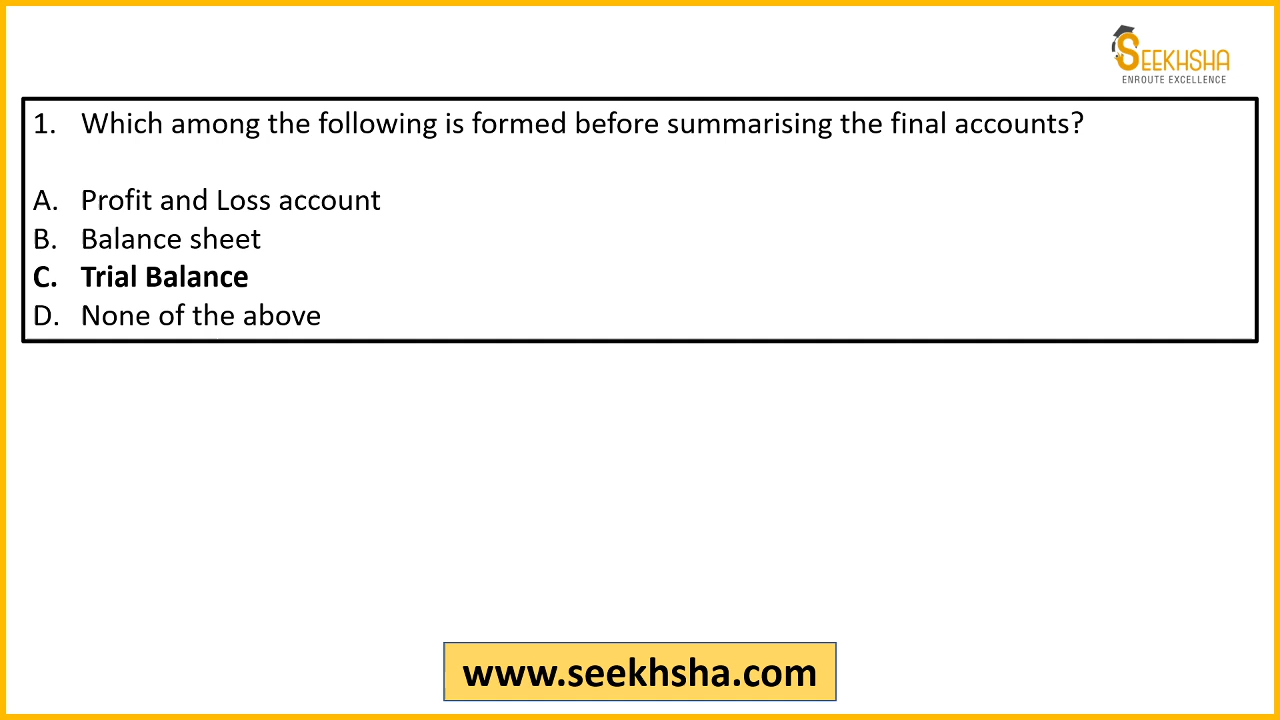 SEEKHSHA
ENROUTE EXCELLENCE
1. Which among the following is formed before summarising the final accounts?
A. Profit and Loss account
B. Balance sheet
C. Trial Balance
D. None of the above
www.seekhsha.com